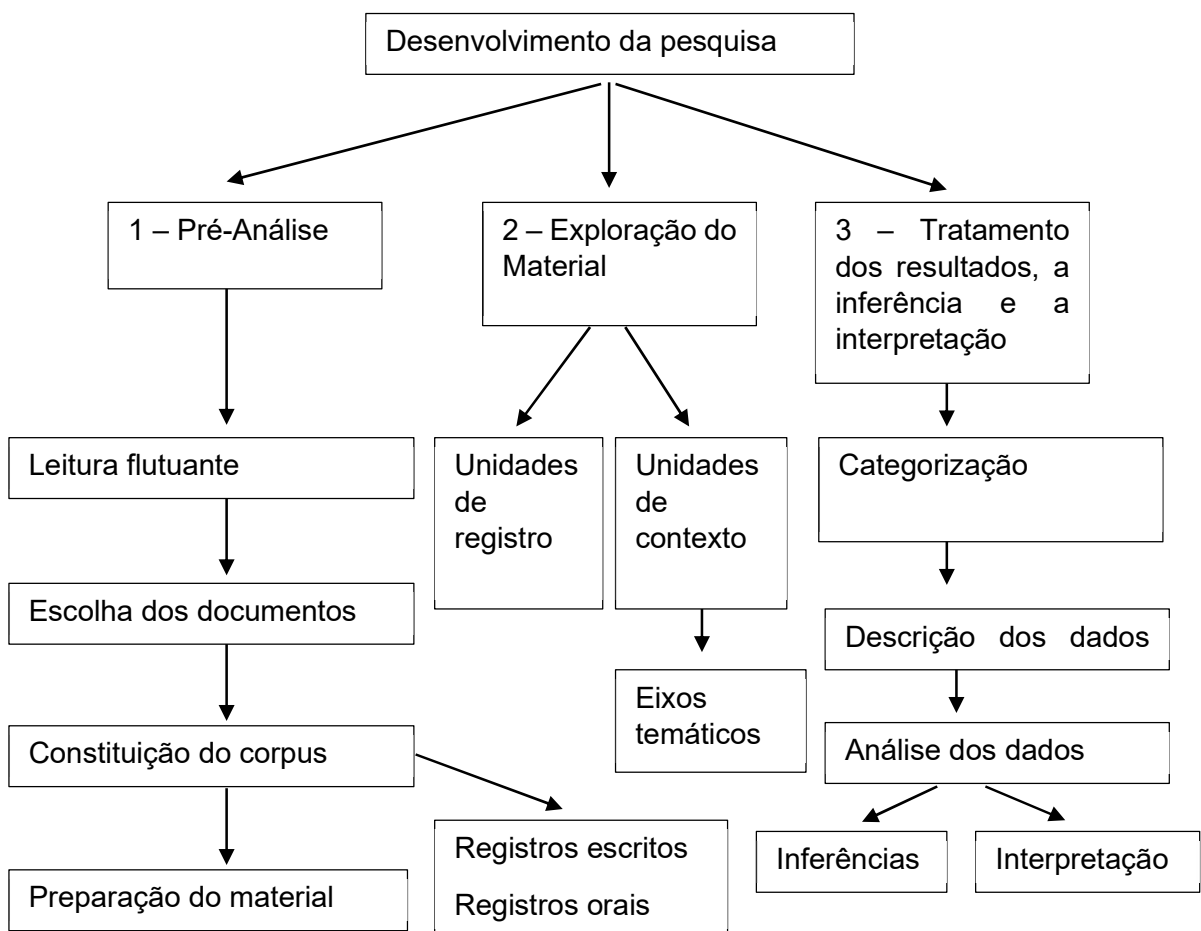 Desenvolvimento da pesquisa
1 – Pré-Análise
2 – Exploração do
Material
3 – Tratamento
dos resultados, a
inferência e a
interpretação
Leitura flutuante
Unidades
de
registro
Unidades
de
contexto
Categorização
Escolha dos documentos
Descrição dos dados
Eixos
temáticos
Constituição do corpus
Análise dos dados
Registros escritos
Registros orais
Inferências
Interpretação
Preparação do material